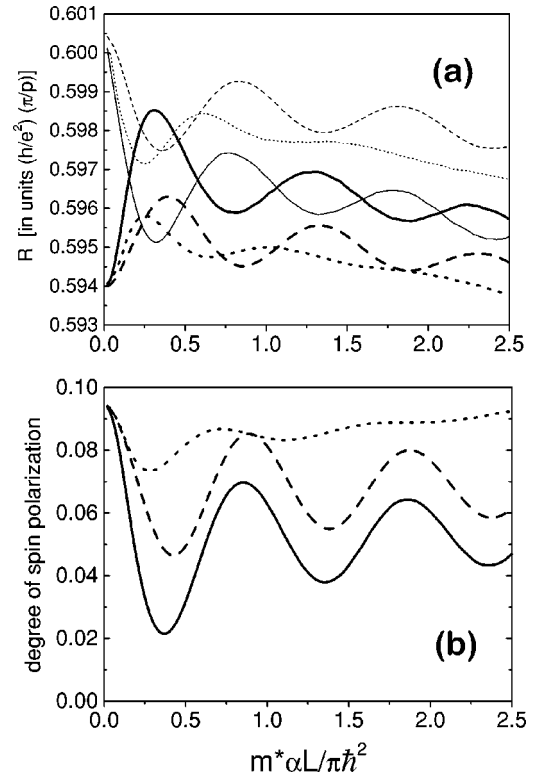 0.601
0.600
0.599
0.598
0.597
0.596
0.595
0.594
0.593
R [in units (h/e²) (π/p)]
(a)
0.0 0.5 1.0 1.5 2.0 2.5
0.10
0.08
0.06
0.04
0.02
0.00
degree of spin polarization
(b)
0.0 0.5 1.0 1.5 2.0 2.5
m*αL/πħ²